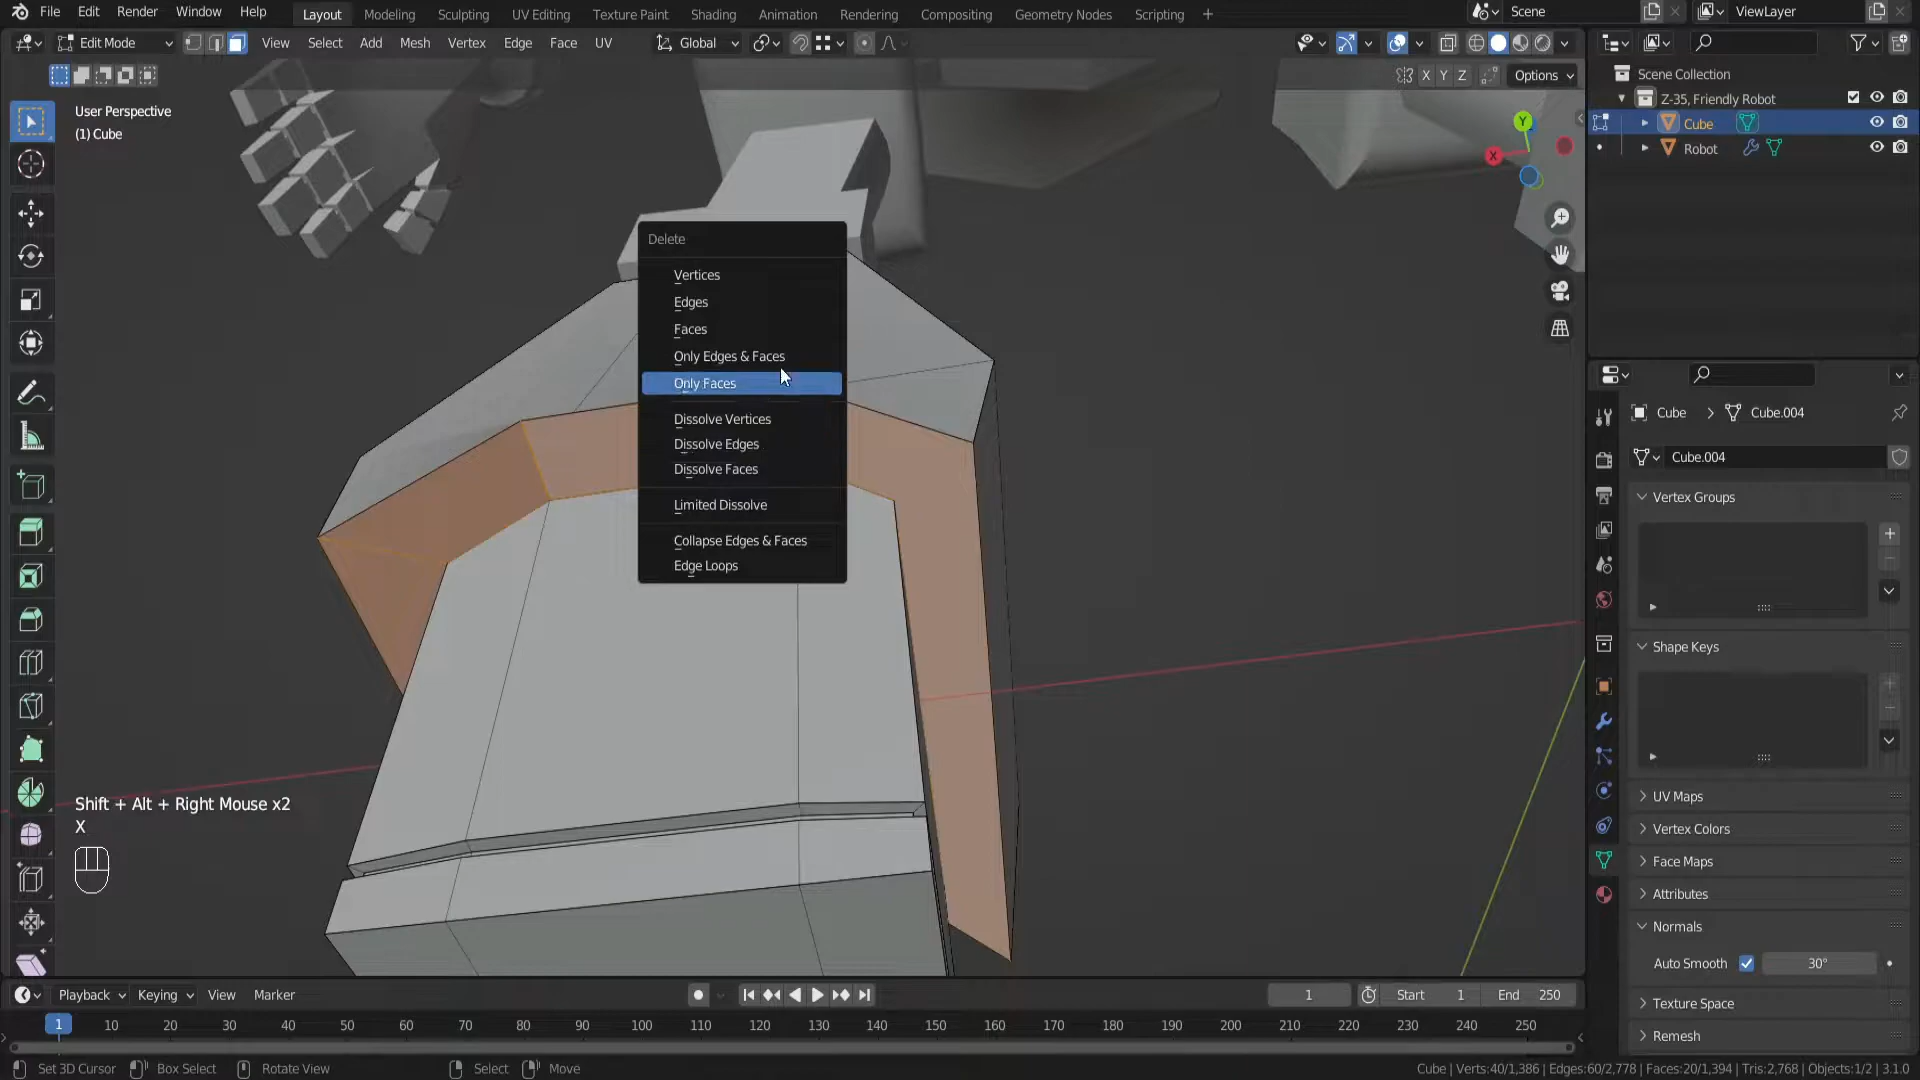 File Edit Render Window Help Layout Modeling Sculpting UV Editing Texture Paint Shading Animation Rendering Compositing Geometry Nodes Scripting + Scene ViewLayer
Edit Mode View Select Add Mesh Vertex Edge Face UV Global
X Y Z Options
User Perspective
(1) Cube
Scene Collection
Z-35, Friendly Robot
Cube
Robot
Y
X
Delete
Vertices
Edges
Faces
Only Edges & Faces
Only Faces
Dissolve Vertices
Dissolve Edges
Dissolve Faces
Limited Dissolve
Collapse Edges & Faces
Edge Loops
Cube > Cube.004
Cube.004
Vertex Groups
Shape Keys
UV Maps
Vertex Colors
Face Maps
Attributes
Normals
Auto Smooth 30°
Texture Space
Remesh
Shift + Alt + Right Mouse x2
X
Playback Keying View Marker 1 Start 1 End 250
1 10 20 30 40 50 60 70 80 90 100 110 120 130 140 150 160 170 180 190 200 210 220 230 240 250
Set 3D Cursor Box Select Rotate View Select Move Cube | Verts:40/1,386 | Edges:60/2,778 | Faces:20/1,394 | Tris:2,768 | Objects:1/2 | 3.1.0